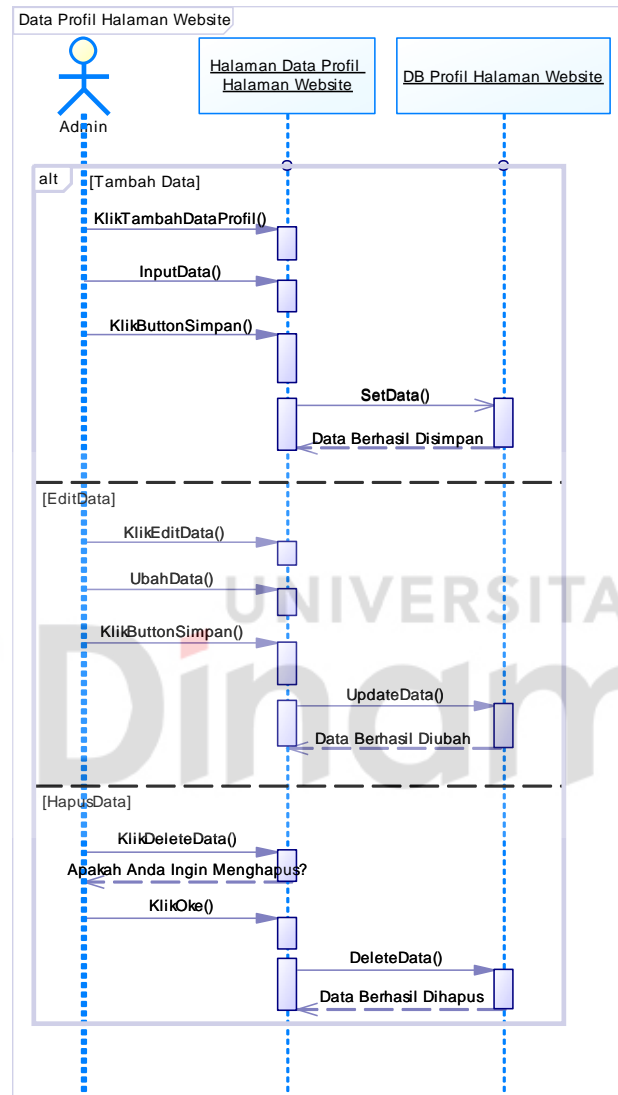 Data Profil Halaman Website
Halaman Data Profil
Halaman Website
DB Profil Halaman Website
Admin
alt
[Tambah Data]
KlikTambahDataProfil()
InputData()
KlikButtonSimpan()
SetData()
Data Berhasil Disimpan
[EditData]
KlikEditData()
UbahData()
UNIVERSITA
KlikButtonSimpan()
Dinam
UpdateData()
Data Berhasil Diubah
[HapusData]
KlikDeleteData()
Apakah Anda Ingin Menghapus?
KlikOke()
DeleteData()
Data Berhasil Dihapus